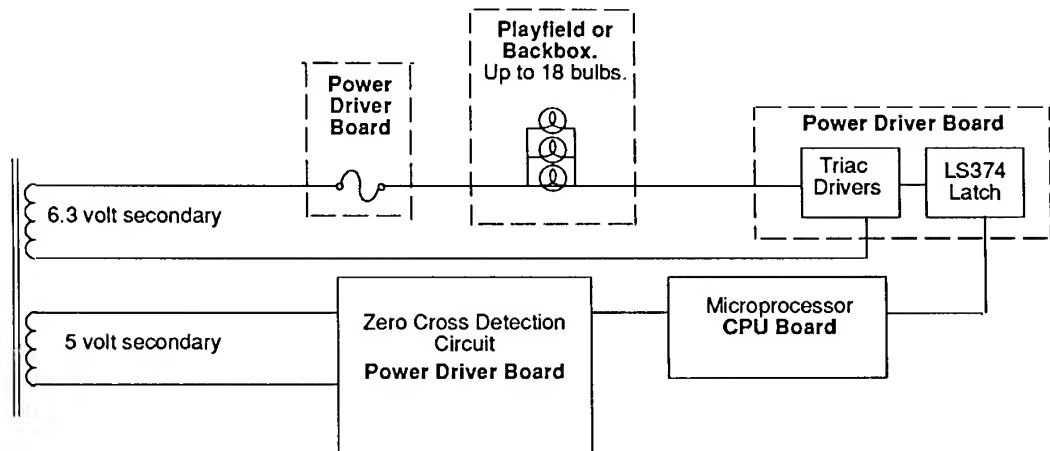 Playfield or
Backbox.
Up to 18 bulbs.
Power
Driver
Board
Power Driver Board
Triac
Drivers
LS374
Latch
6.3 volt secondary
5 volt secondary
Zero Cross Detection
Circuit
Power Driver Board
Microprocessor
CPU Board